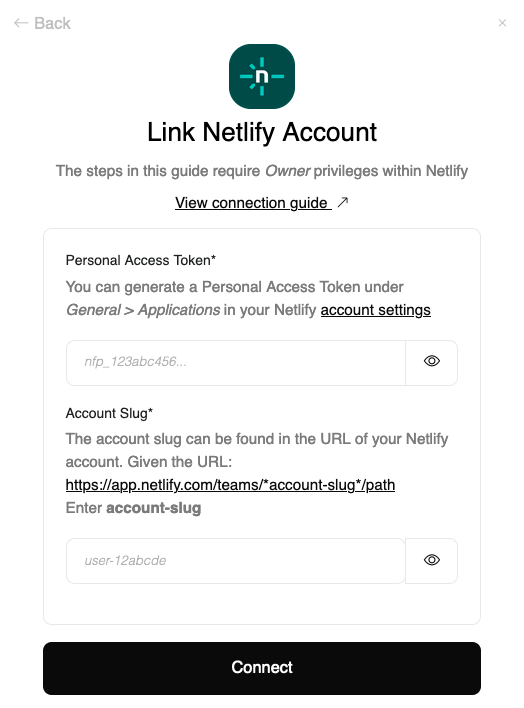 ← Back ×
n
Link Netlify Account
The steps in this guide require Owner privileges within Netlify
View connection guide ↗
Personal Access Token*
You can generate a Personal Access Token under
General > Applications in your Netlify account settings
nfp_123abc456...
Account Slug*
The account slug can be found in the URL of your Netlify
account. Given the URL:
https://app.netlify.com/teams/*account-slug*/path
Enter account-slug
user-12abcde
Connect